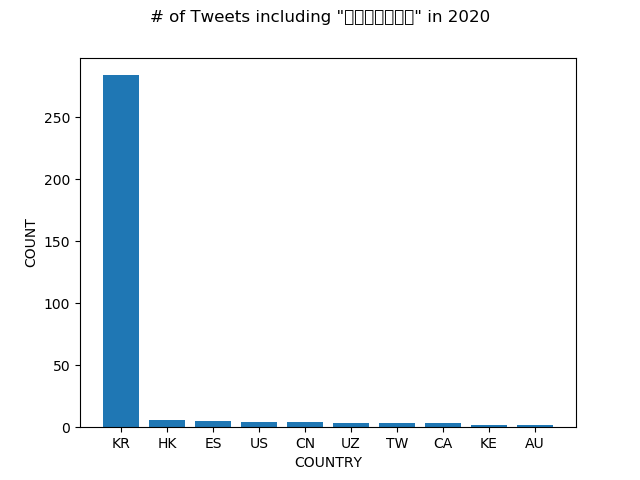 # of Tweets including "▯▯▯▯▯▯▯" in 2020
250
200
150
100
50
0
COUNT
KR HK ES US CN UZ TW CA KE AU
COUNTRY